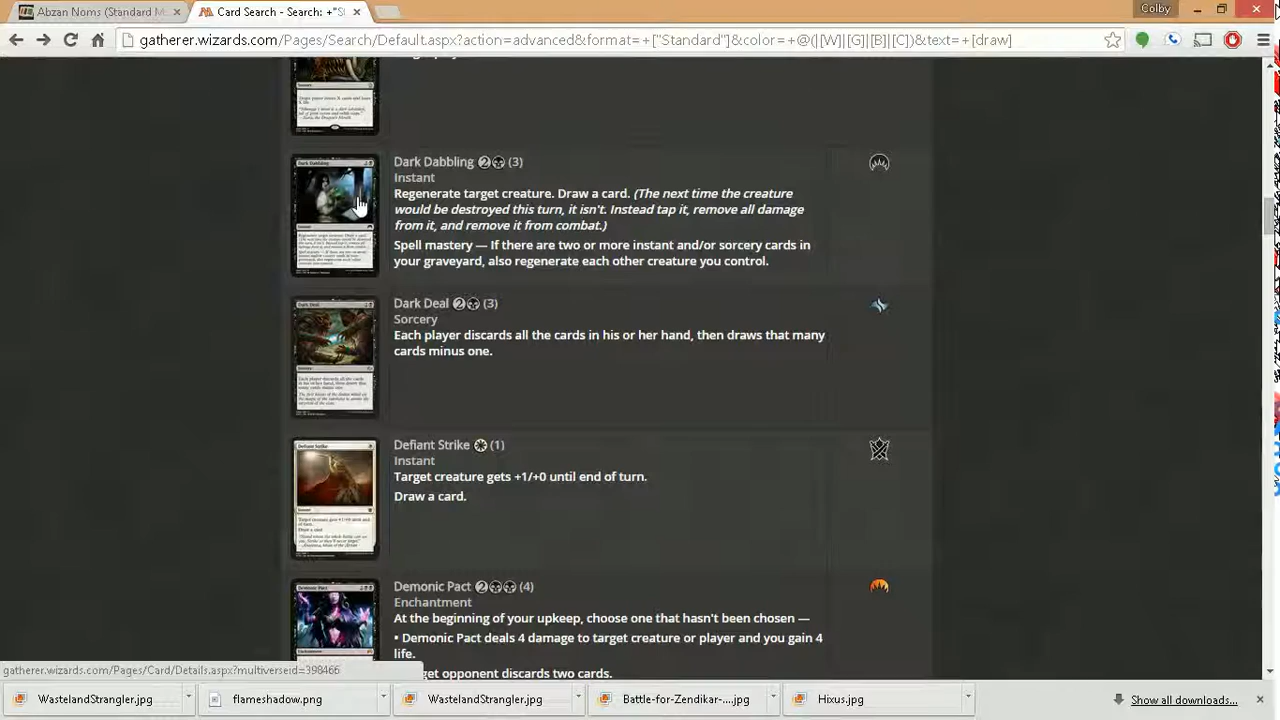 Abzan Noms (Standard M
Card Search - Search: +"S
Colby
gatherer.wizards.com/Pages/Search/Default.aspx?action=advanced&format=+["Standard"]&color=+@(|[W]|[G]|[B]|[C])&text=+[draw]
Dark Dabbling 2 (3)
Instant
Regenerate target creature. Draw a card. (The next time the creature
would be destroyed this turn, it isn't. Instead tap it, remove all damage
from it, and remove it from combat.)
Spell mastery — If there are two or more instant and/or sorcery cards in
your graveyard, also regenerate each other creature you control.
Dark Deal 2 (3)
Sorcery
Each player discards all the cards in his or her hand, then draws that many
cards minus one.
Defiant Strike (1)
Instant
Target creature gets +1/+0 until end of turn.
Draw a card.
Demonic Pact 2 (4)
Enchantment
At the beginning of your upkeep, choose one that hasn't been chosen —
• Demonic Pact deals 4 damage to target creature or player and you gain 4
life.
get opponent discards two cards.
gatherer.wizards.com/Pages/Card/Details.aspx?multiverseid=398466
WastelandStrangler.jpg
flameshadow.png
WastelandStrangler.jpg
Battle-for-Zendikar-....jpg
Hixus.jpg
Show all downloads...